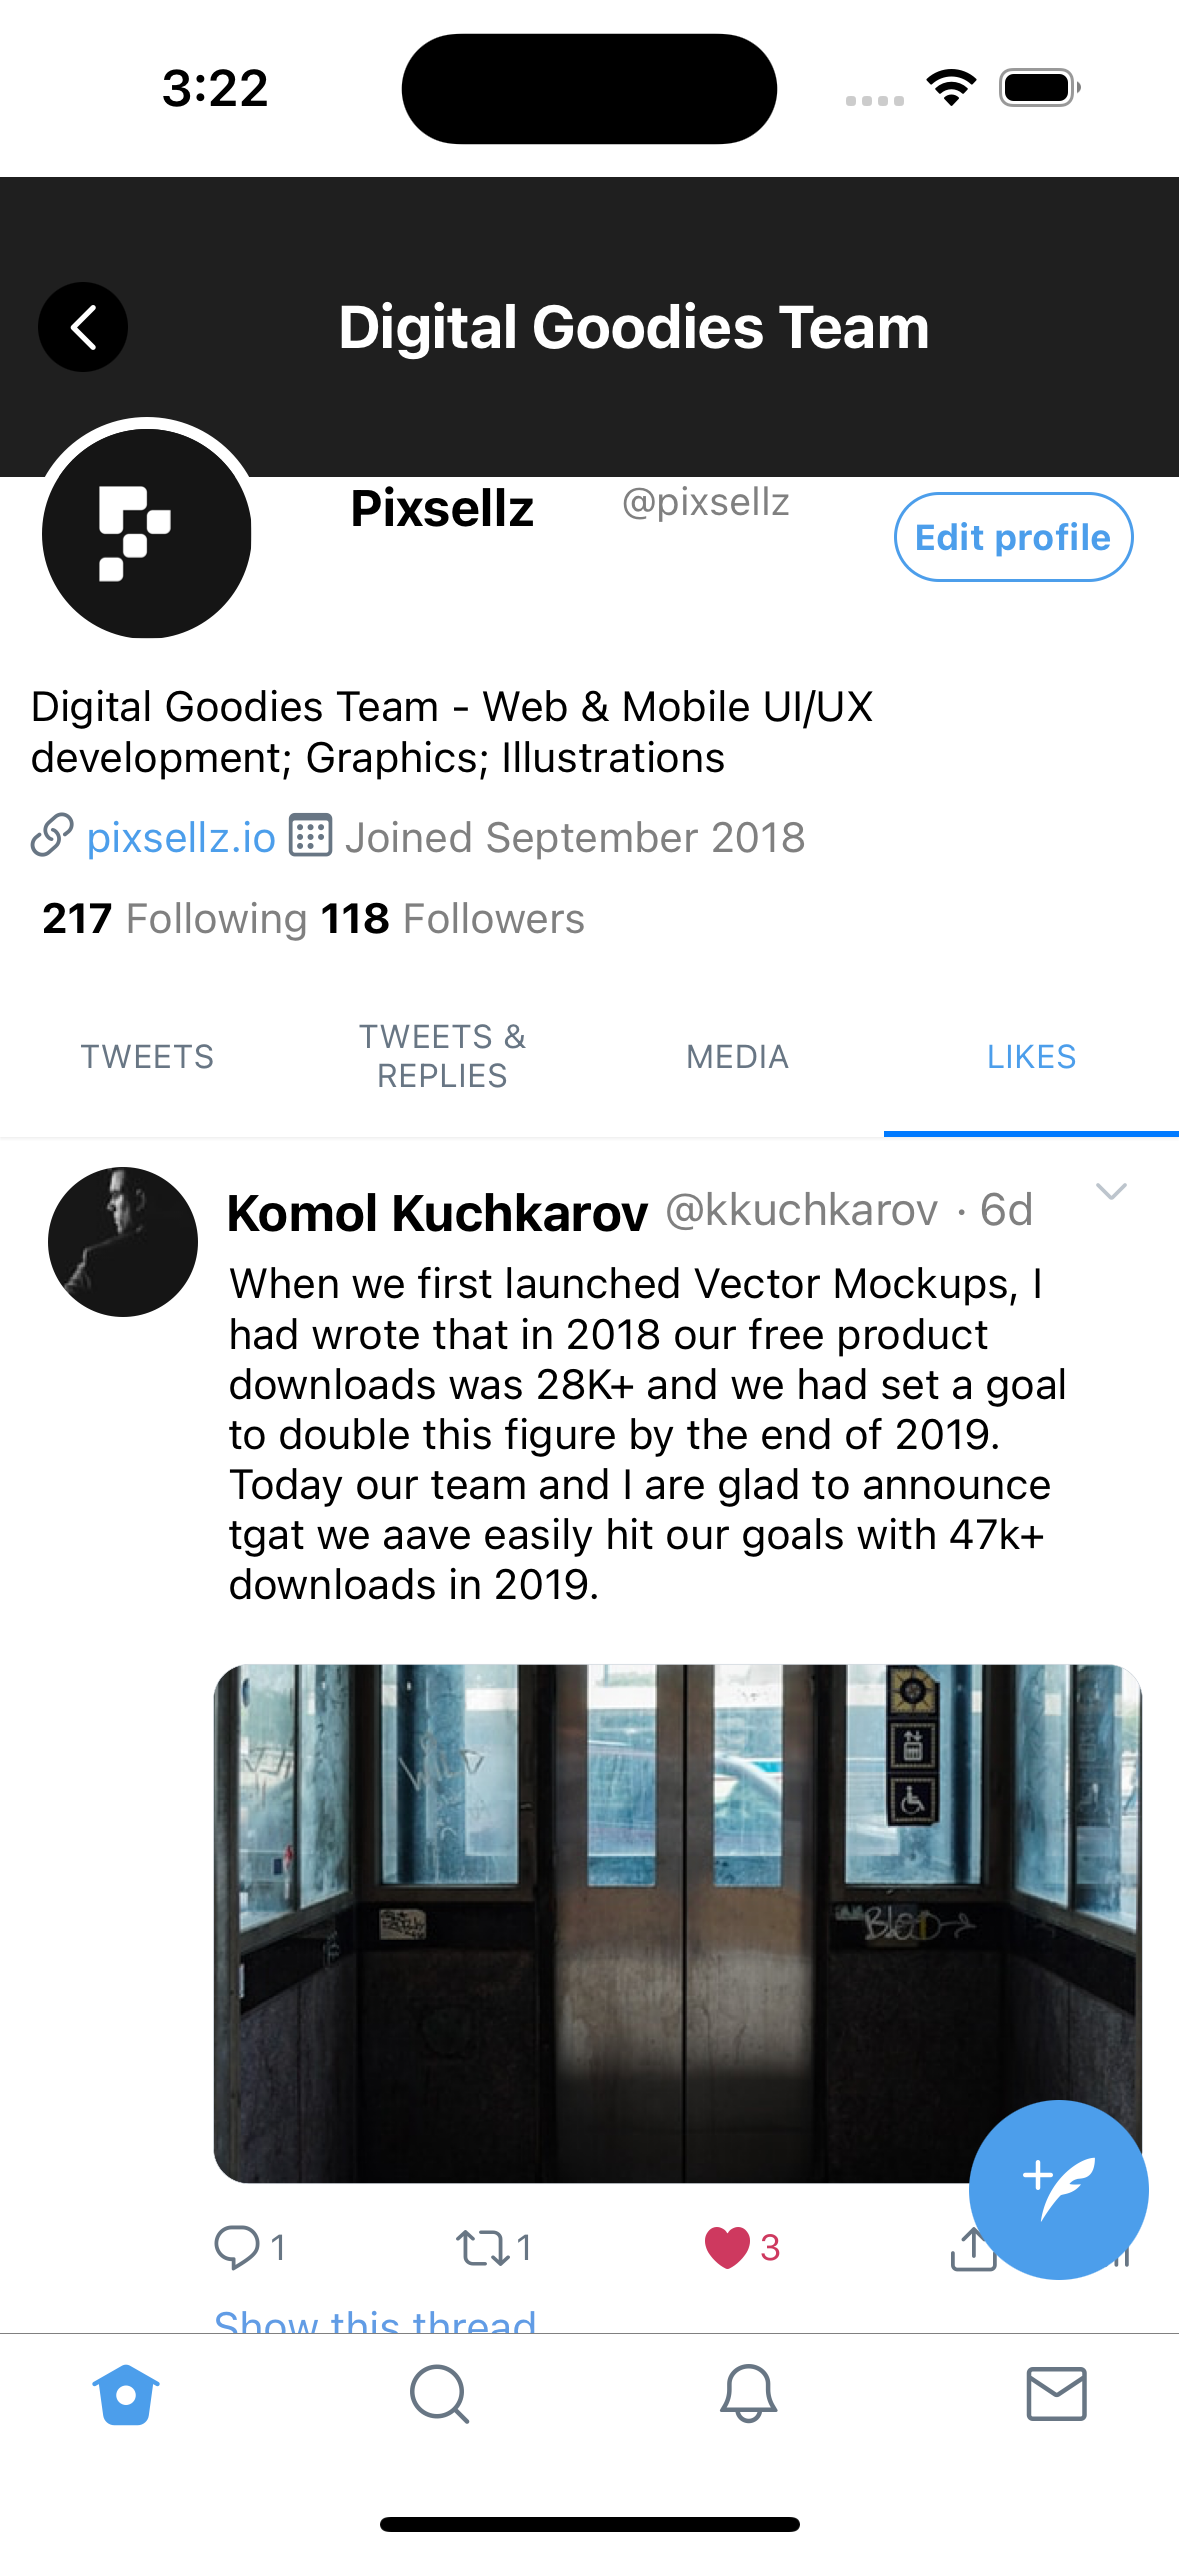 3:22
Digital Goodies Team
Pixsellz @pixsellz
Edit profile
Digital Goodies Team - Web & Mobile UI/UX
development; Graphics; Illustrations
pixsellz.io Joined September 2018
217 Following 118 Followers
TWEETS
TWEETS &
REPLIES
MEDIA
LIKES
Komol Kuchkarov @kkuchkarov · 6d
When we first launched Vector Mockups, I
had wrote that in 2018 our free product
downloads was 28K+ and we had set a goal
to double this figure by the end of 2019.
Today our team and I are glad to announce
tgat we aave easily hit our goals with 47k+
downloads in 2019.
WILD
1
1
3
Show this thread